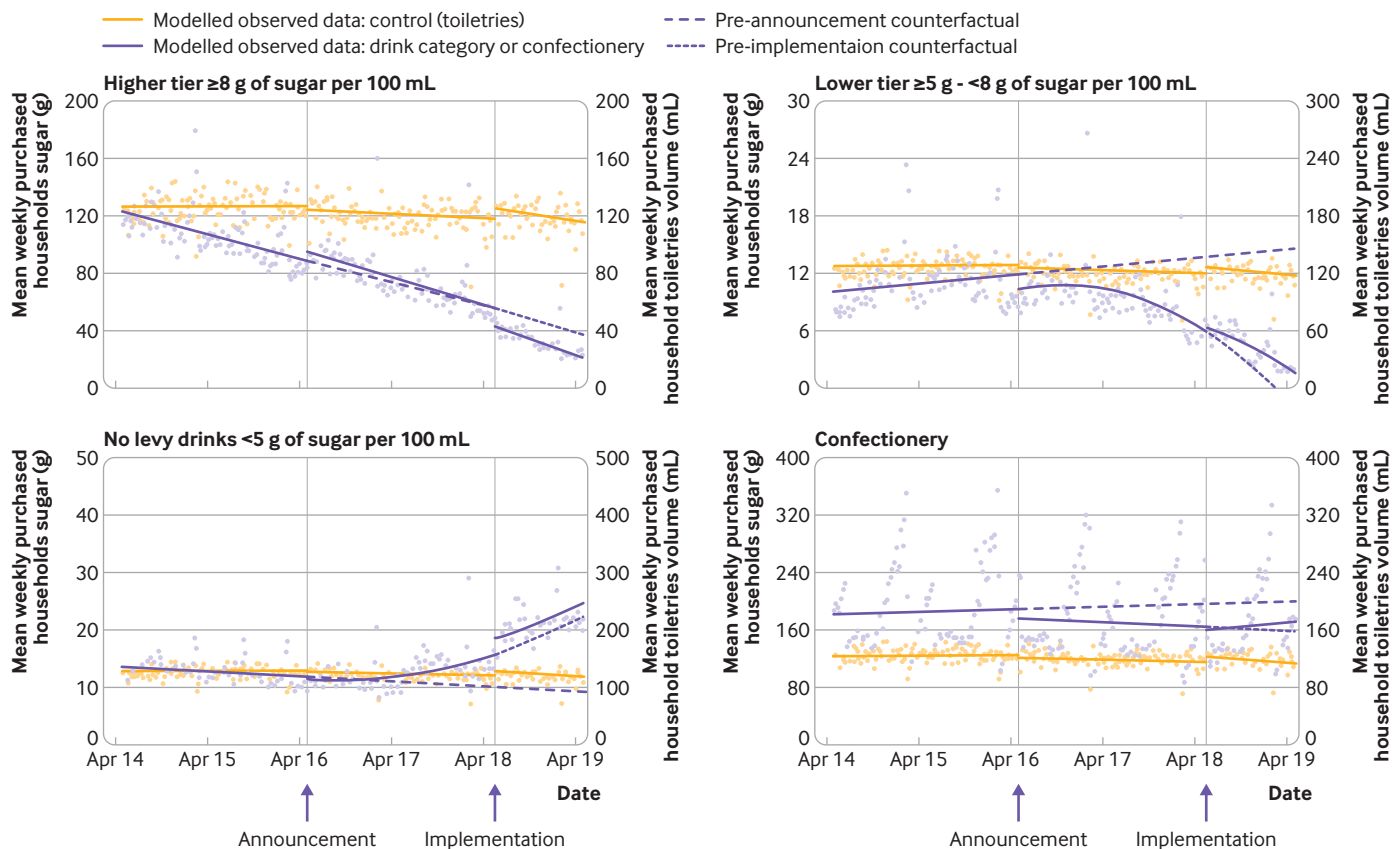 Modelled observed data: control (toiletries)
Pre-announcement counterfactual
Modelled observed data: drink category or confectionery
Pre-implementaion counterfactual
Higher tier ≥8 g of sugar per 100 mL
Mean weekly purchased
households sugar (g)
200
160
120
80
40
0
200
160
120
80
40
0
Mean weekly purchased
household toiletries volume (mL)
Lower tier ≥5 g - <8 g of sugar per 100 mL
Mean weekly purchased
households sugar (g)
30
24
18
12
6
0
300
240
180
120
60
0
Mean weekly purchased
household toiletries volume (mL)
No levy drinks <5 g of sugar per 100 mL
Mean weekly purchased
households sugar (g)
50
40
30
20
10
0
500
400
300
200
100
0
Mean weekly purchased
household toiletries volume (mL)
Apr 14 Apr 15 Apr 16 Apr 17 Apr 18 Apr 19
Date
Announcement
Implementation
Confectionery
Mean weekly purchased
households sugar (g)
400
320
240
160
80
0
400
320
240
160
80
0
Mean weekly purchased
household toiletries volume (mL)
Apr 14 Apr 15 Apr 16 Apr 17 Apr 18 Apr 19
Date
Announcement
Implementation